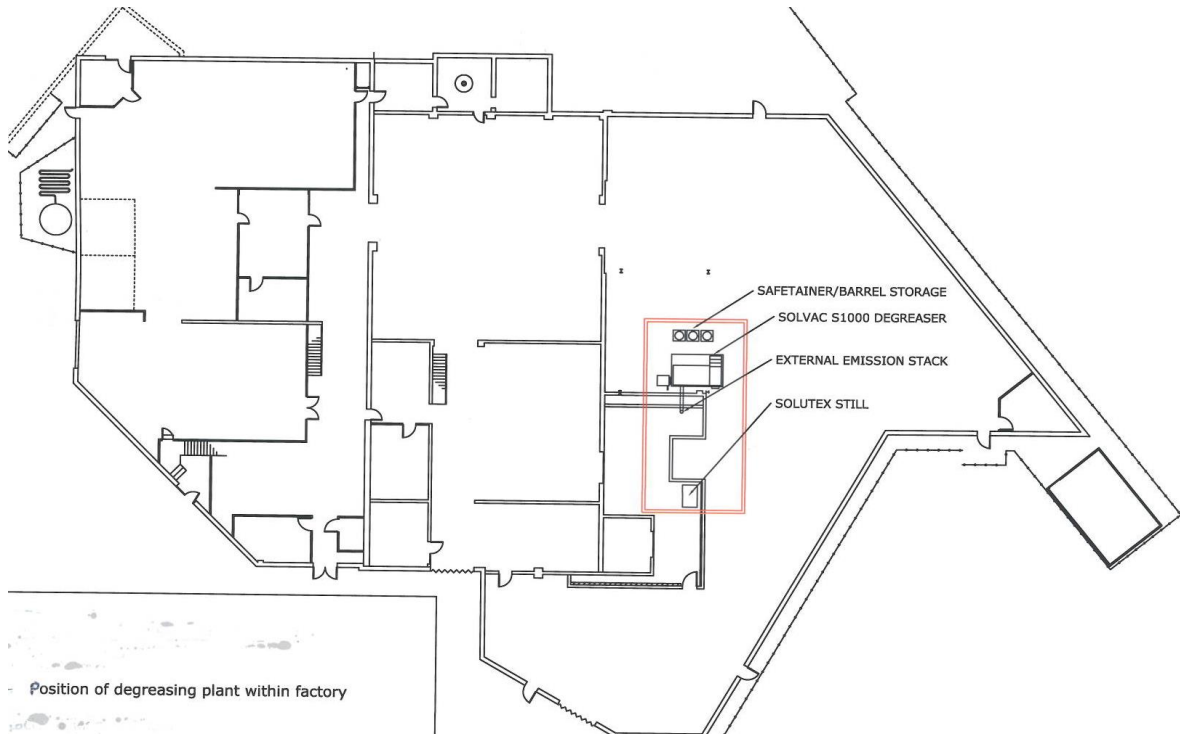 SAFETAINER/BARREL STORAGE
SOLVAC S1000 DEGREASER
EXTERNAL EMISSION STACK
SOLUTEX STILL
Position of degreasing plant within factory